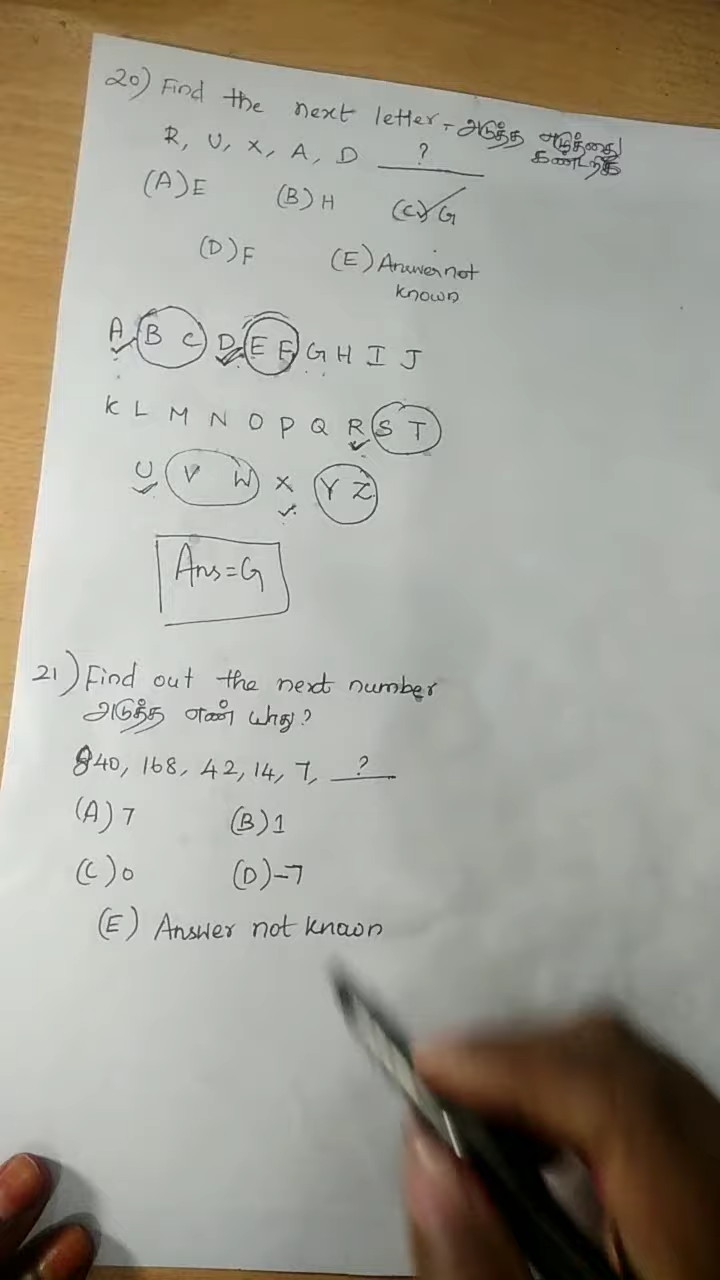 20) Find the next letter - அடுத்த எழுத்தை
கண்டறிக
R, U, X, A, D ?
(A) E (B) H (C) G
(D) F (E) Answer not
known
A B C D E F G H I J
K L M N O P Q R S T
U V W X Y Z
Ans = G
21) Find out the next number
அடுத்த எண் யாது?
840, 168, 42, 14, 7, ?
(A) 7 (B) 1
(C) 0 (D) -7
(E) Answer not known